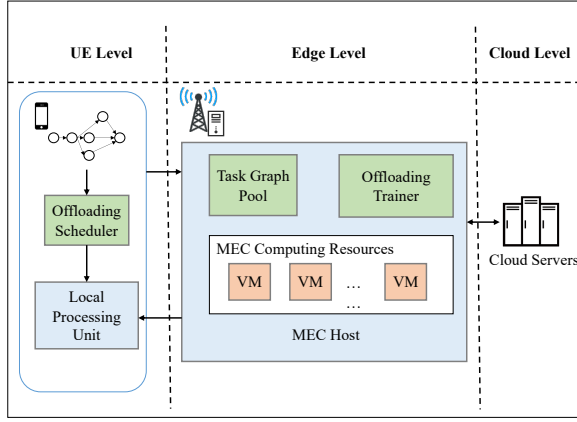 UE Level
Edge Level
Cloud Level
Offloading
Scheduler
Local
Processing
Unit
Task Graph
Pool
Offloading
Trainer
MEC Computing Resources
VM
VM
…
VM
…
MEC Host
Cloud Servers